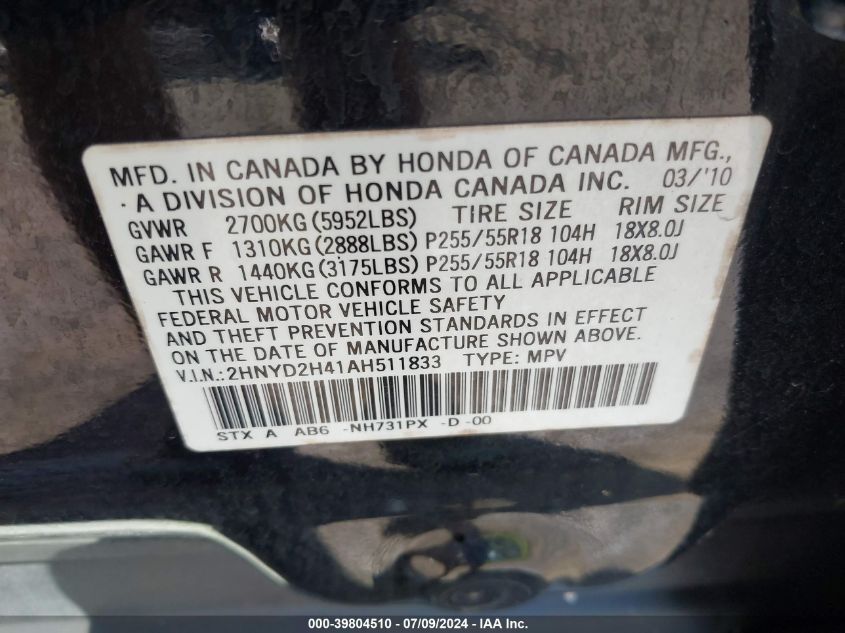 MFD. IN CANADA BY HONDA OF CANADA MFG.,
A DIVISION OF HONDA CANADA INC. 03/'10
GVWR 2700KG(5952LBS) TIRE SIZE RIM SIZE
GAWR F 1310KG(2888LBS) P255/55R18 104H 18X8.0J
GAWR R 1440KG(3175LBS) P255/55R18 104H 18X8.0J
THIS VEHICLE CONFORMS TO ALL APPLICABLE
FEDERAL MOTOR VEHICLE SAFETY
AND THEFT PREVENTION STANDARDS IN EFFECT
ON THE DATE OF MANUFACTURE SHOWN ABOVE.
V.I.N.:2HNYD2H41AH511833 TYPE: MPV
STX A AB6 -NH731PX -D-00
000-39804510 / 07/09/2024 - IAA Inc.